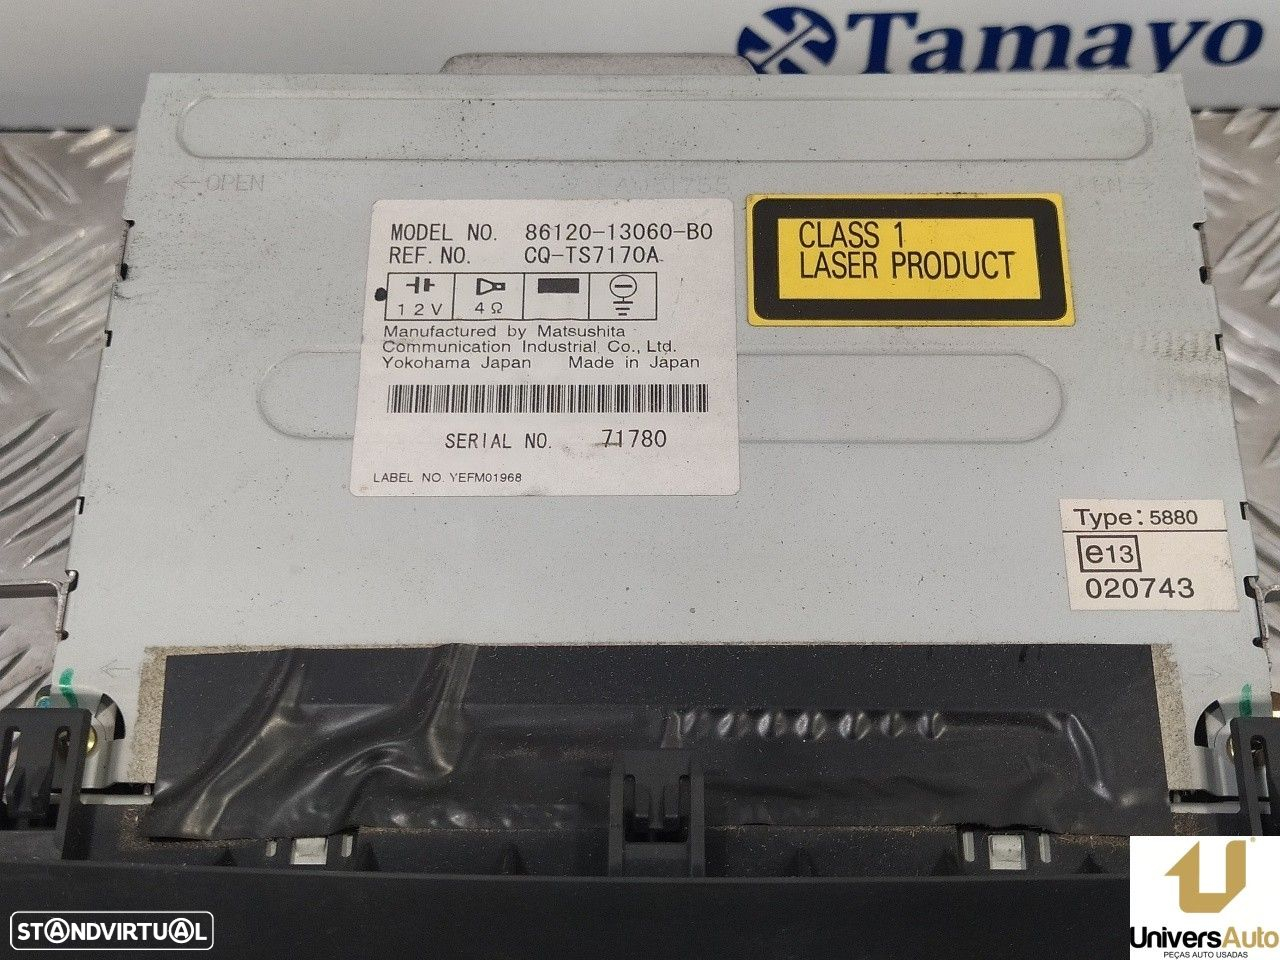 Tamayo
<- OPEN
MODEL NO. 86120-13060-B0
REF. NO. CQ-TS7170A
12V 4Ω
Manufactured by Matsushita
Communication Industrial Co., Ltd.
Yokohama Japan Made in Japan
SERIAL NO. 71780
LABEL NO. YEFM01968
CLASS 1
LASER PRODUCT
Type: 5880
e13
020743
STANDVIRTUAL
UniversAuto
PEÇAS AUTO USADAS